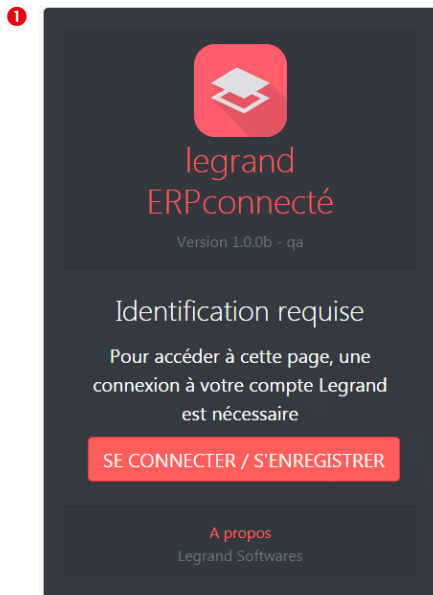 1
legrand
ERPconnecté
Version 1.0.0b - qa
Identification requise
Pour accéder à cette page, une
connexion à votre compte Legrand
est nécessaire
SE CONNECTER / S'ENREGISTRER
A propos
Legrand Softwares